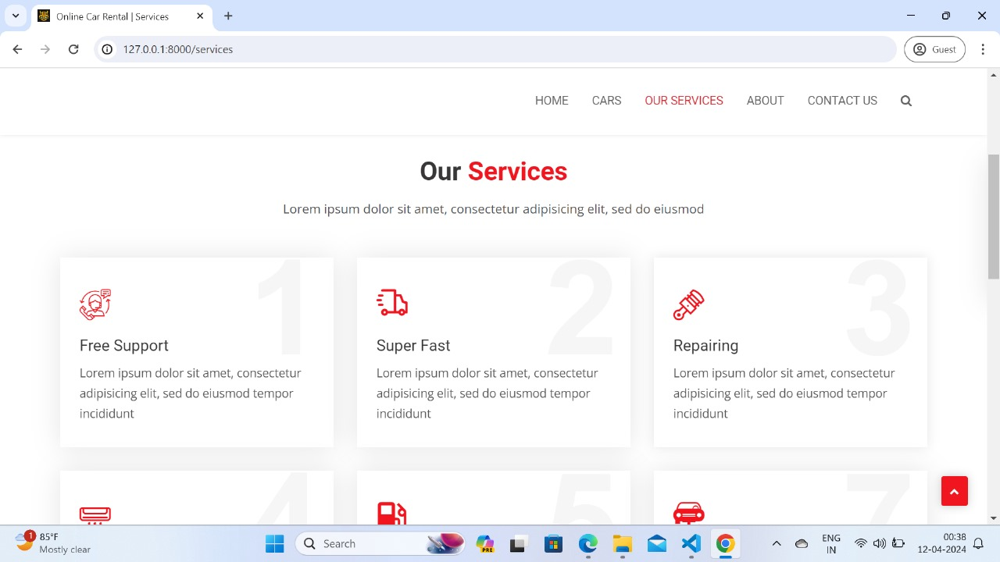 Online Car Rental | Services
127.0.0.1:8000/services
Guest
HOME CARS OUR SERVICES ABOUT CONTACT US
Our Services
Lorem ipsum dolor sit amet, consectetur adipisicing elit, sed do eiusmod
1
Free Support
Lorem ipsum dolor sit amet, consectetur
adipisicing elit, sed do eiusmod tempor
incididunt
2
Super Fast
Lorem ipsum dolor sit amet, consectetur
adipisicing elit, sed do eiusmod tempor
incididunt
3
Repairing
Lorem ipsum dolor sit amet, consectetur
adipisicing elit, sed do eiusmod tempor
incididunt
4
5
7
1
85°F
Mostly clear
Search
PRE
ENG
IN
00:38
12-04-2024